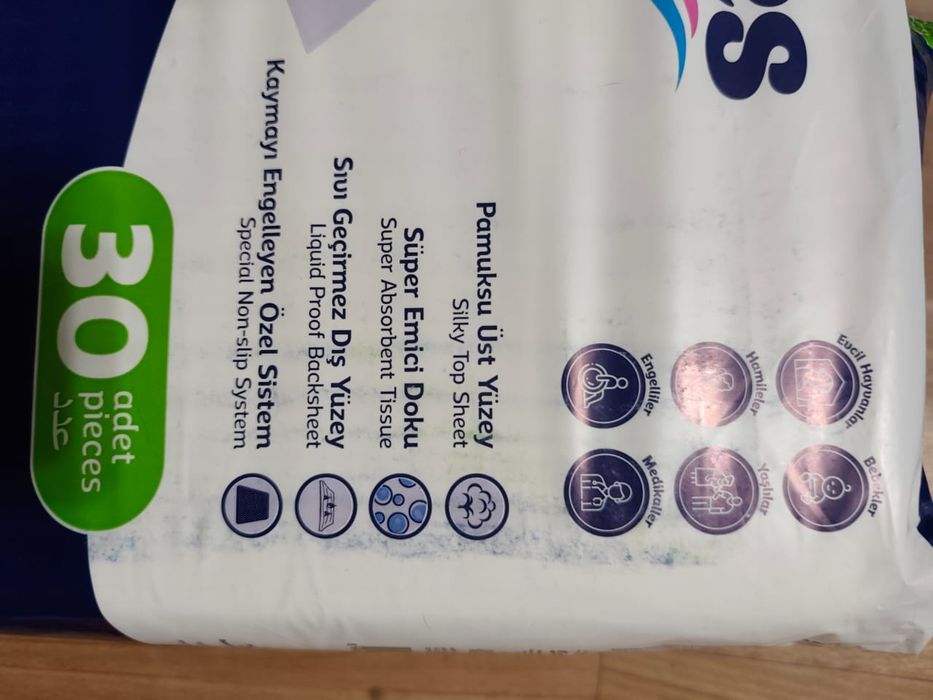 Evcil Hayvanlar
Bebekler
Hamileler
Yaşlılar
Engelliler
Medikaller
Pamuksu Üst Yüzey
Silky Top Sheet
Süper Emici Doku
Super Absorbent Tissue
Sıvı Geçirmez Dış Yüzey
Liquid Proof Backsheet
Kaymayı Engelleyen Özel Sistem
Special Non-slip System
30 adet
pieces
عدد